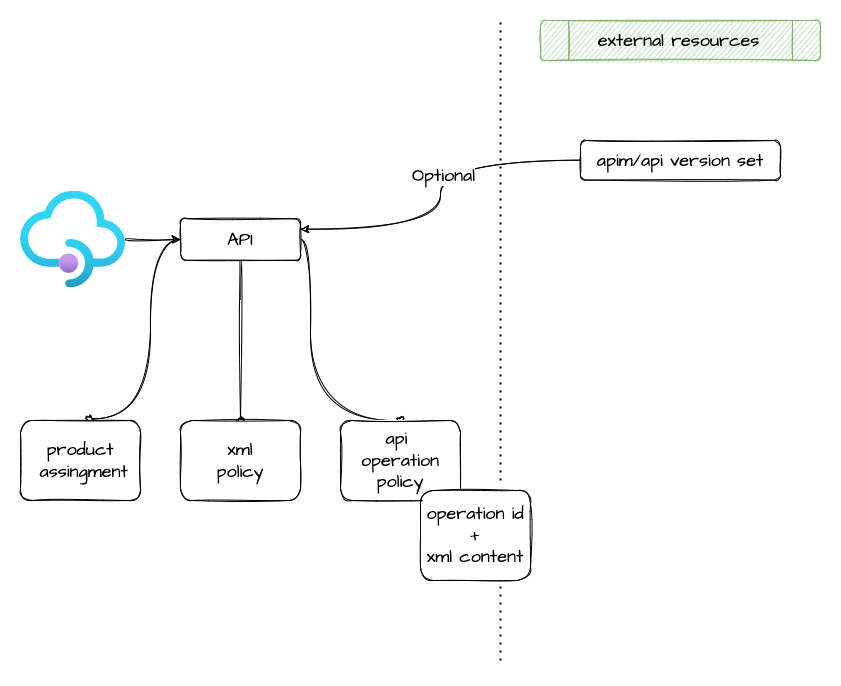 external resources
apim/api version set
Optional
API
product
assingment
xml
policy
api
operation
policy
operation id
+
xml content